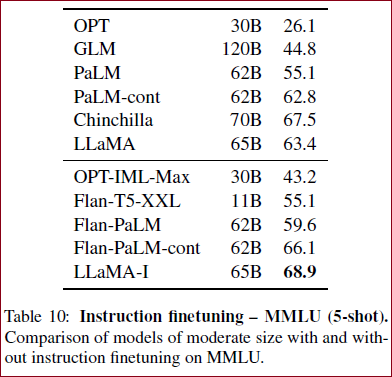 OPT 30B 26.1
GLM 120B 44.8
PaLM 62B 55.1
PaLM-cont 62B 62.8
Chinchilla 70B 67.5
LLaMA 65B 63.4
OPT-IML-Max 30B 43.2
Flan-T5-XXL 11B 55.1
Flan-PaLM 62B 59.6
Flan-PaLM-cont 62B 66.1
LLaMA-I 65B 68.9
Table 10: Instruction finetuning – MMLU (5-shot).
Comparison of models of moderate size with and with-
out instruction finetuning on MMLU.